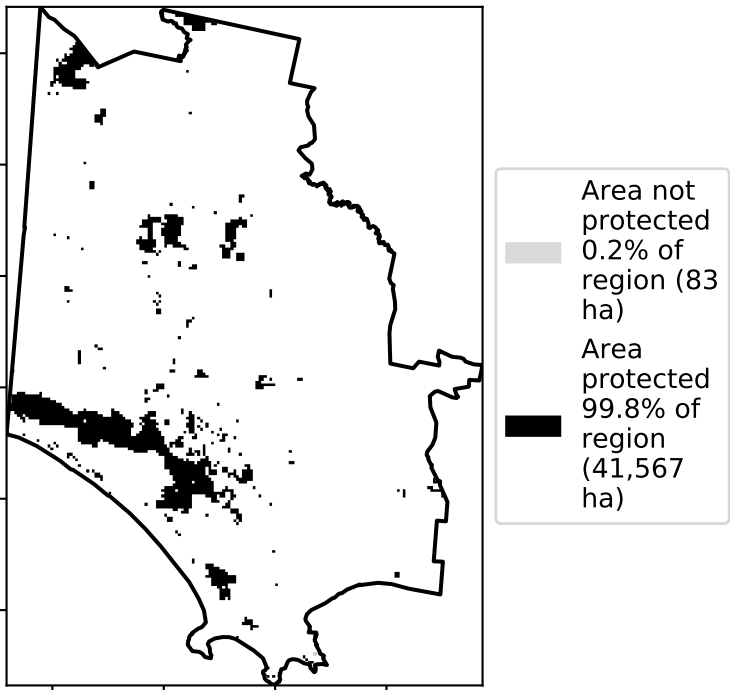 Area not
protected
0.2% of
region (83
ha)
Area
protected
99.8% of
region
(41,567
ha)